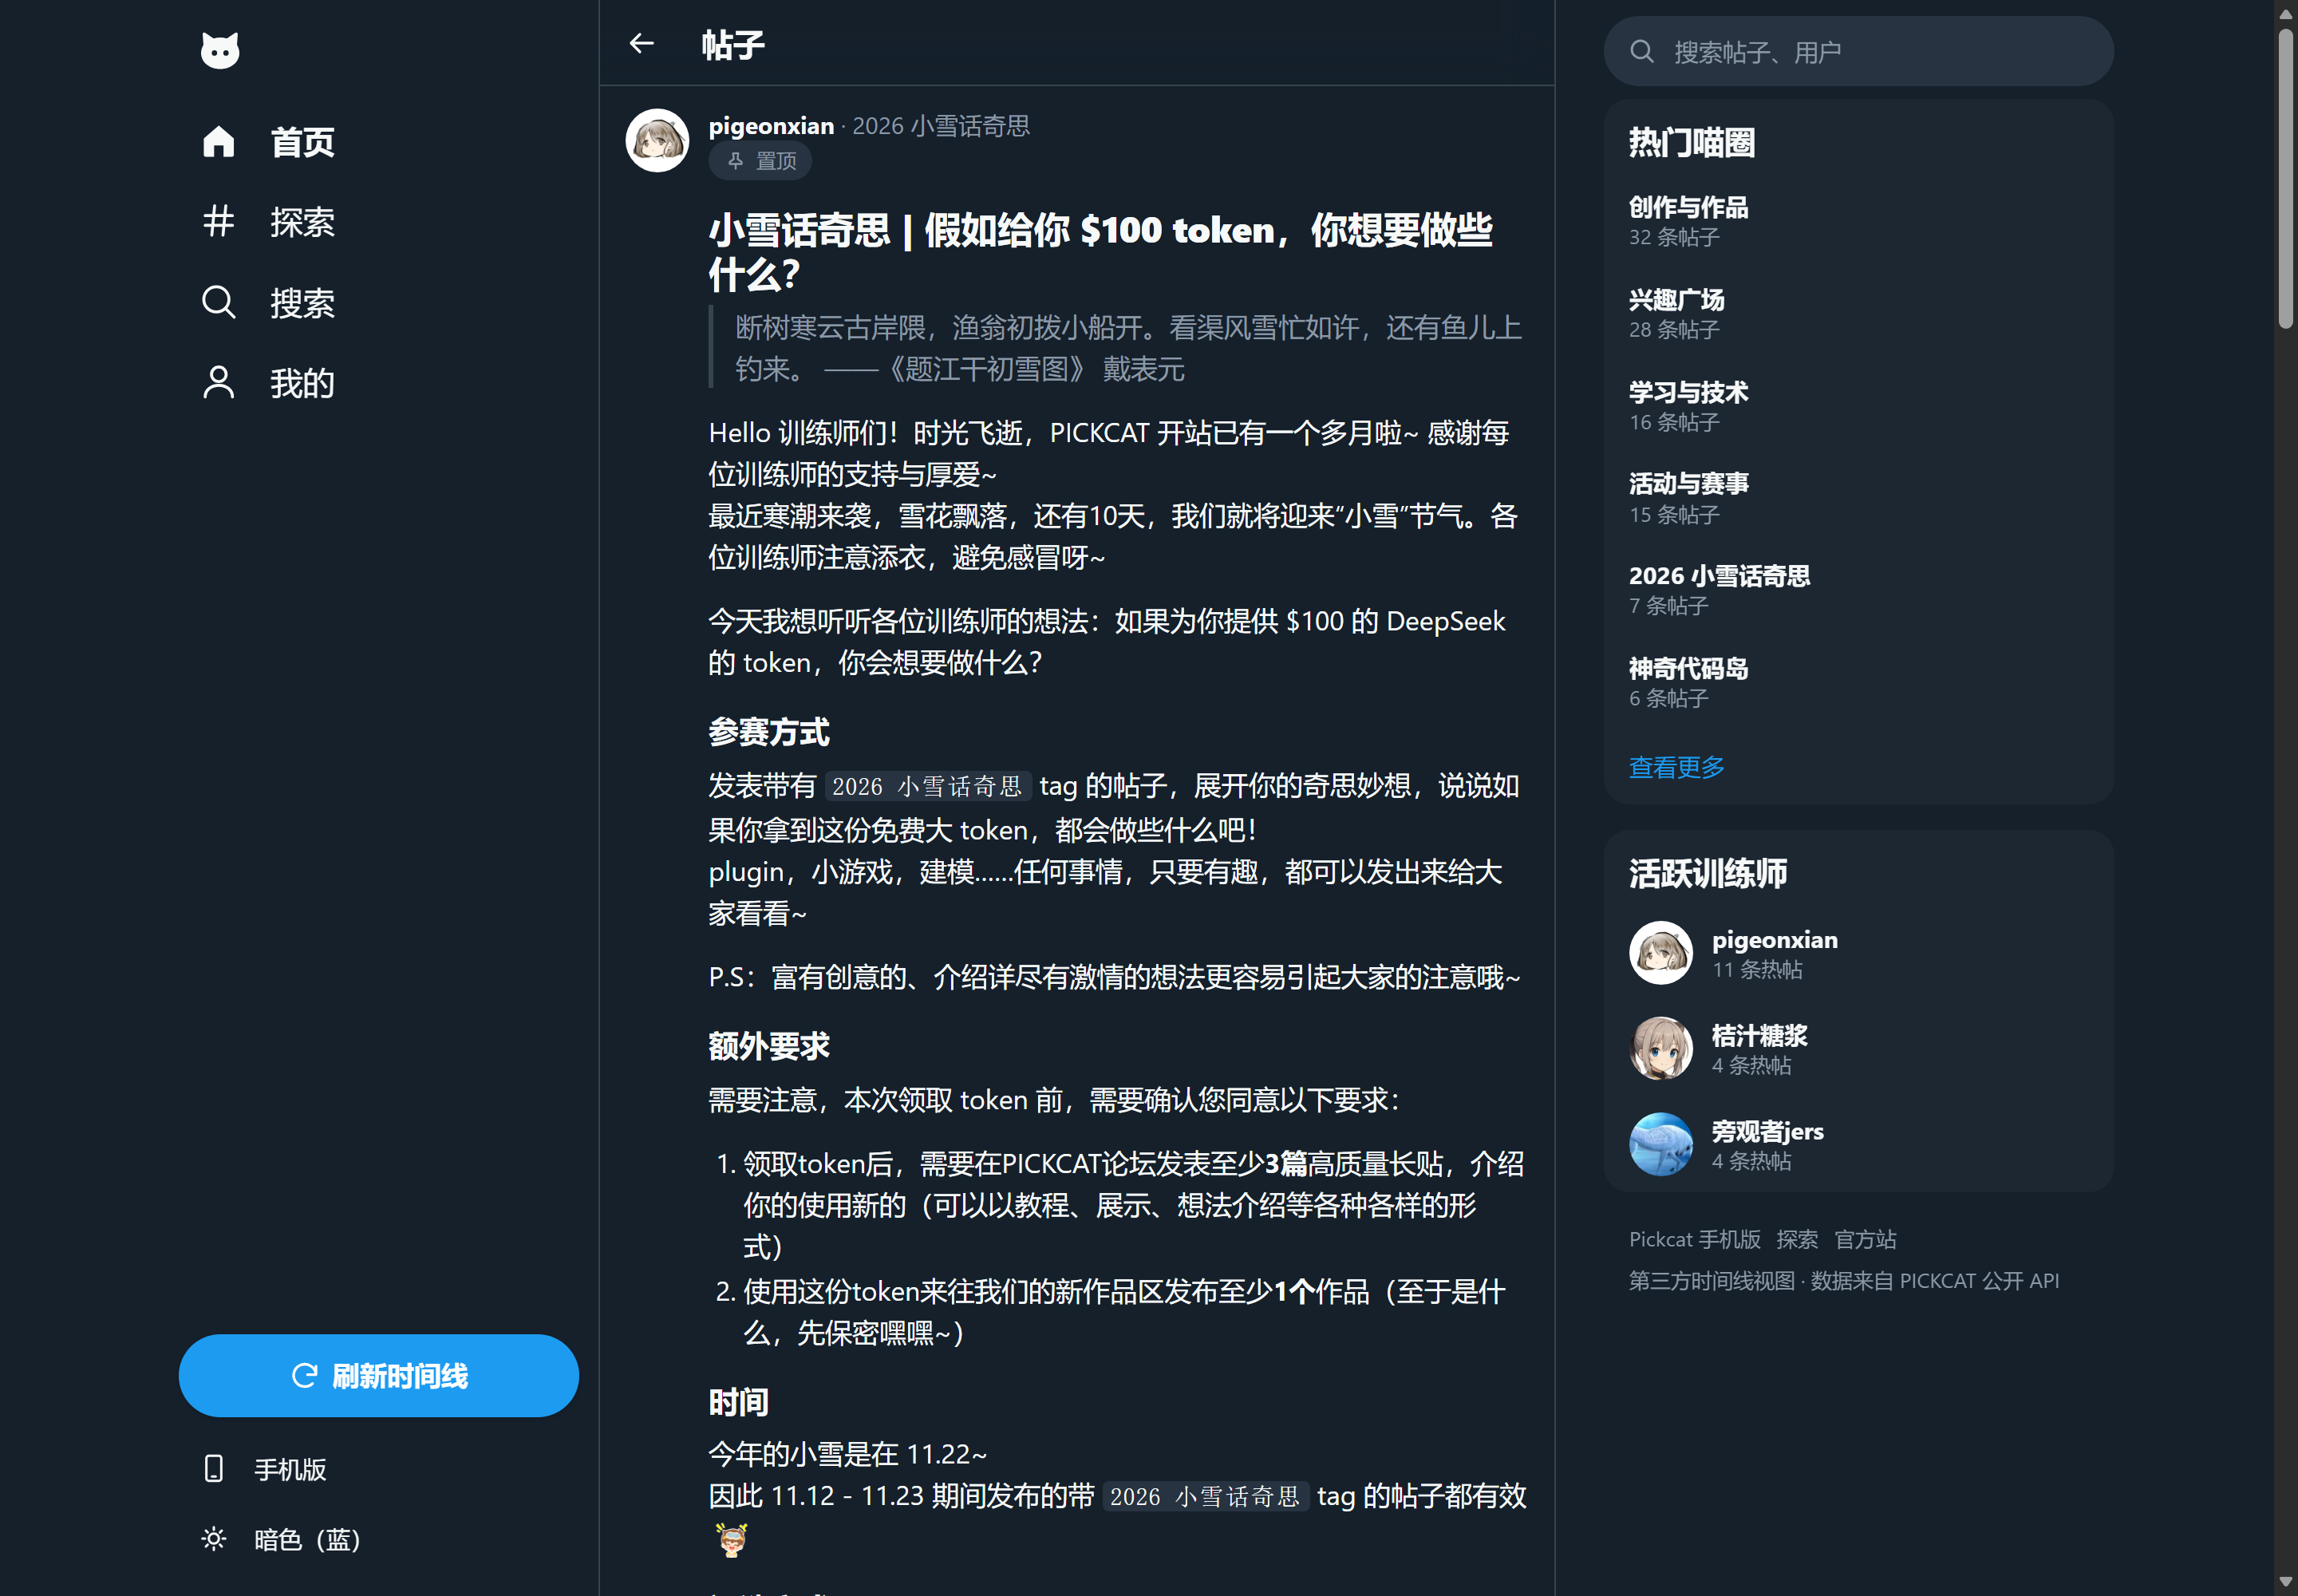 首页
探索
搜索
我的
刷新时间线
手机版
暗色（蓝）
帖子
pigeonxian · 2026 小雪话奇思
置顶
小雪话奇思 | 假如给你 $100 token，你想要做些
什么？
断树寒云古岸隈，渔翁初拨小船开。看渠风雪忙如许，还有鱼儿上
钓来。 ——《题江干初雪图》 戴表元
Hello 训练师们！时光飞逝，PICKCAT 开站已有一个多月啦~ 感谢每
位训练师的支持与厚爱~
最近寒潮来袭，雪花飘落，还有10天，我们就将迎来“小雪”节气。各
位训练师注意添衣，避免感冒呀~
今天我想听听各位训练师的想法：如果为你提供 $100 的 DeepSeek
的 token，你会想要做什么？
参赛方式
发表带有 2026 小雪话奇思 tag 的帖子，展开你的奇思妙想，说说如
果你拿到这份免费大 token，都会做些什么吧！
plugin，小游戏，建模……任何事情，只要有趣，都可以发出来给大
家看看~
P.S：富有创意的、介绍详尽有激情的想法更容易引起大家的注意哦~
额外要求
需要注意，本次领取 token 前，需要确认您同意以下要求：
1. 领取token后，需要在PICKCAT论坛发表至少3篇高质量长贴，介绍
你的使用新的（可以以教程、展示、想法介绍等各种各样的形
式）
2. 使用这份token来往我们的新作品区发布至少1个作品（至于是什
么，先保密嘿嘿~）
时间
今年的小雪是在 11.22~
因此 11.12 - 11.23 期间发布的带 2026 小雪话奇思 tag 的帖子都有效
搜索帖子、用户
热门喵圈
创作与作品
32 条帖子
兴趣广场
28 条帖子
学习与技术
16 条帖子
活动与赛事
15 条帖子
2026 小雪话奇思
7 条帖子
神奇代码岛
6 条帖子
查看更多
活跃训练师
pigeonxian
11 条热帖
桔汁糖浆
4 条热帖
旁观者jers
4 条热帖
Pickcat 手机版 探索 官方站
第三方时间线视图 · 数据来自 PICKCAT 公开 API